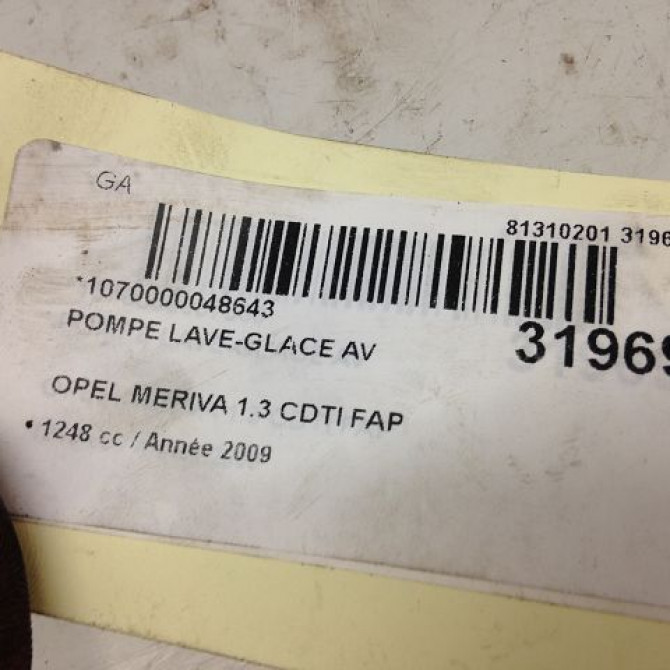 GA
81310201 3196
*1070000048643
31969
POMPE LAVE-GLACE AV
OPEL MERIVA 1.3 CDTI FAP
• 1248 cc / Année 2009